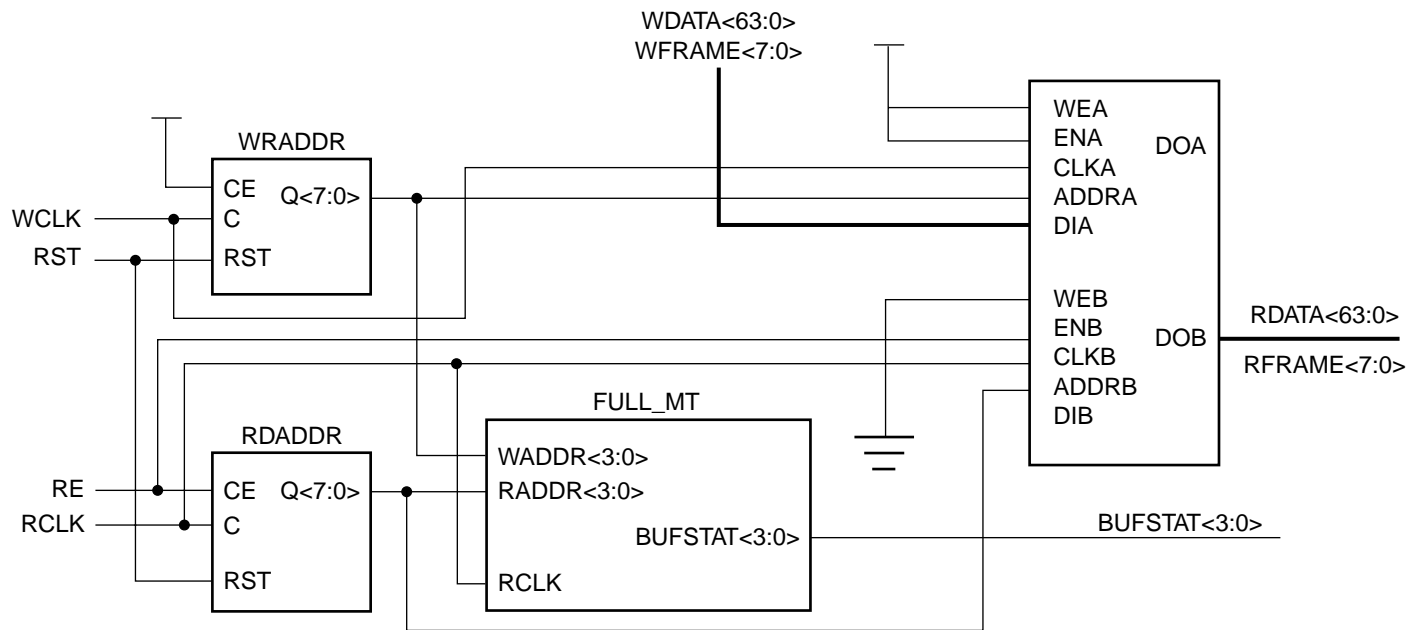 WDATA<63:0>
WFRAME<7:0>
WRADDR
CE
Q<7:0>
C
RST
WCLK
RST
WEA
ENA
CLKA
ADDRA
DIA
DOA
WEB
ENB
CLKB
ADDRB
DIB
DOB
RDATA<63:0>
RFRAME<7:0>
RDADDR
CE
Q<7:0>
C
RST
RE
RCLK
FULL_MT
WADDR<3:0>
RADDR<3:0>
BUFSTAT<3:0>
RCLK
BUFSTAT<3:0>